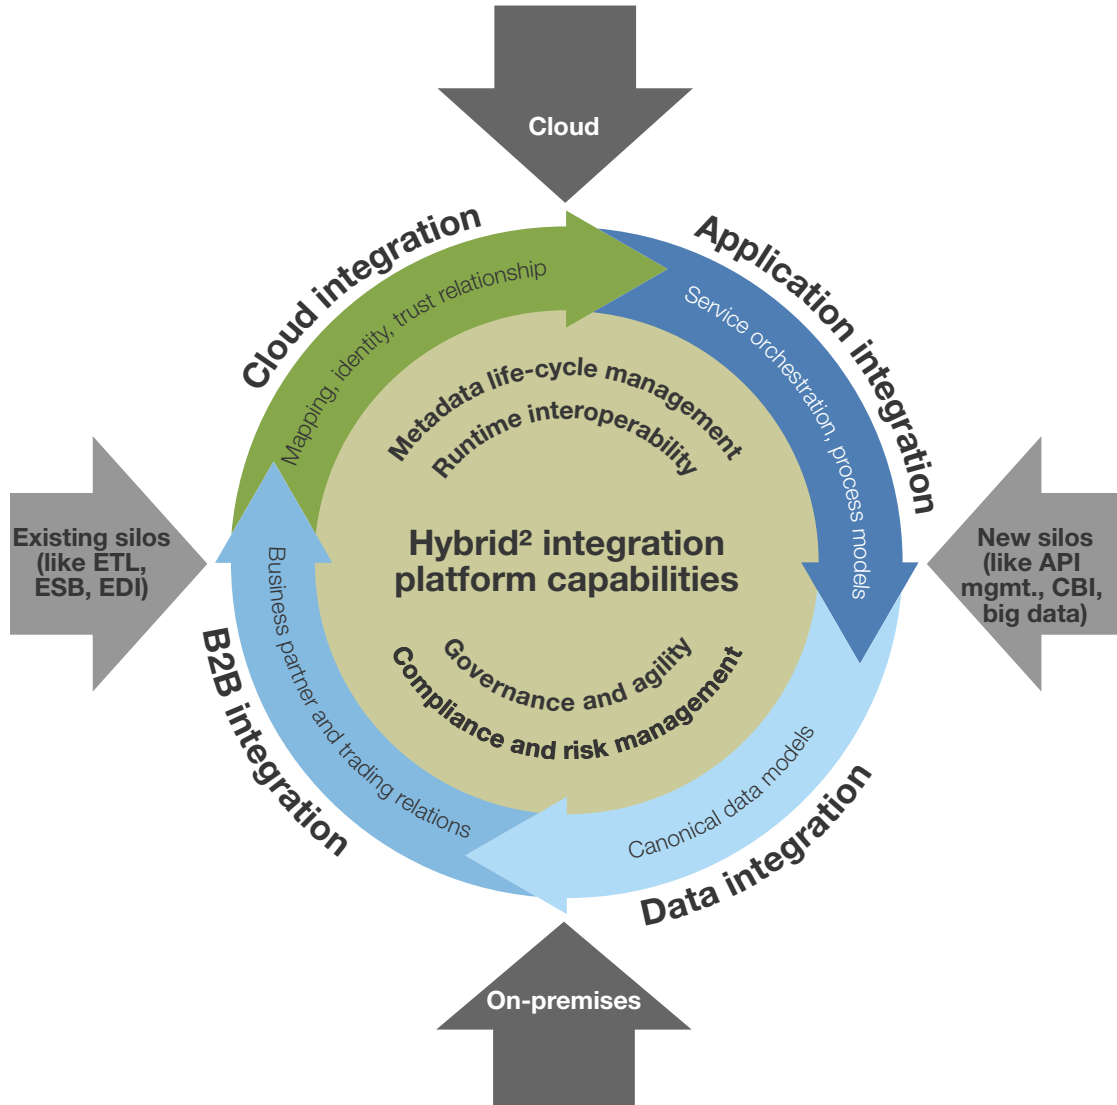 Cloud
Cloud integration
Application integration
Mapping, identity, trust relationship
Service orchestration, process models
Metadata life-cycle management
Runtime interoperability
Existing silos
(like ETL,
ESB, EDI)
Hybrid² integration
platform capabilities
New silos
(like API
mgmt., CBI,
big data)
Governance and agility
Compliance and risk management
Business partner and trading relations
Canonical data models
B2B integration
Data integration
On-premises